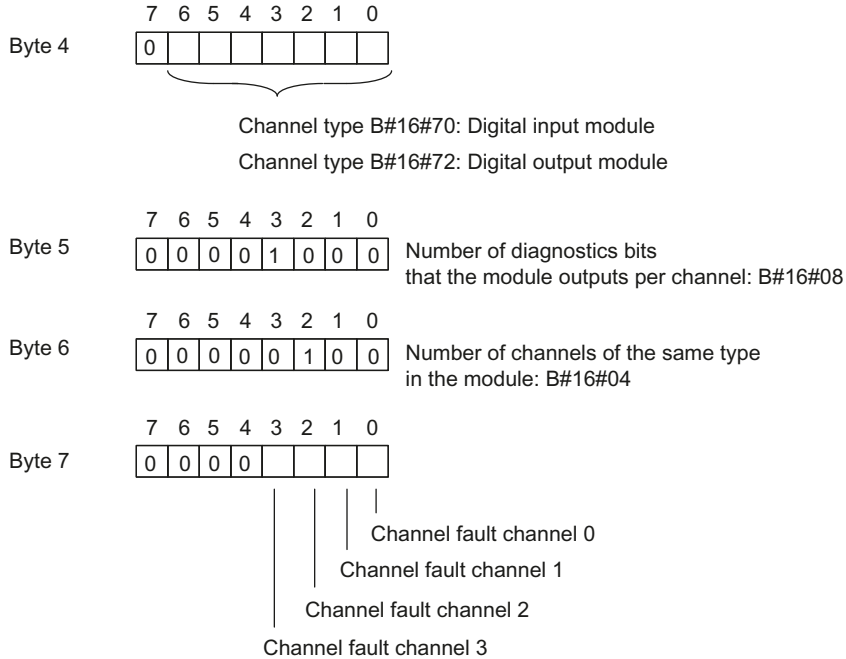 7 6 5 4 3 2 1 0
Byte 4 0
Channel type B#16#70: Digital input module
Channel type B#16#72: Digital output module
7 6 5 4 3 2 1 0
Byte 5 0 0 0 0 1 0 0 0 Number of diagnostics bits
that the module outputs per channel: B#16#08
7 6 5 4 3 2 1 0
Byte 6 0 0 0 0 0 1 0 0 Number of channels of the same type
in the module: B#16#04
7 6 5 4 3 2 1 0
Byte 7 0 0 0 0
Channel fault channel 0
Channel fault channel 1
Channel fault channel 2
Channel fault channel 3